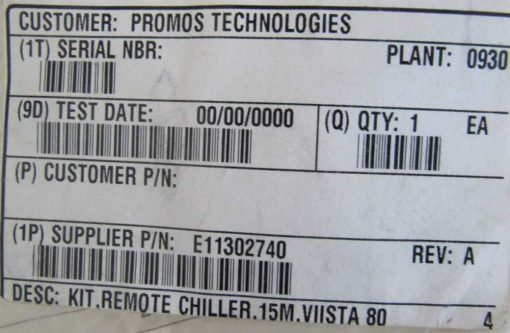 CUSTOMER: PROMOS TECHNOLOGIES
(1T) SERIAL NBR: PLANT: 0930
(9D) TEST DATE: 00/00/0000 (Q) QTY: 1 EA
(P) CUSTOMER P/N:
(1P) SUPPLIER P/N: E11302740 REV: A
DESC: KIT.REMOTE CHILLER.15M.VIISTA 80 4